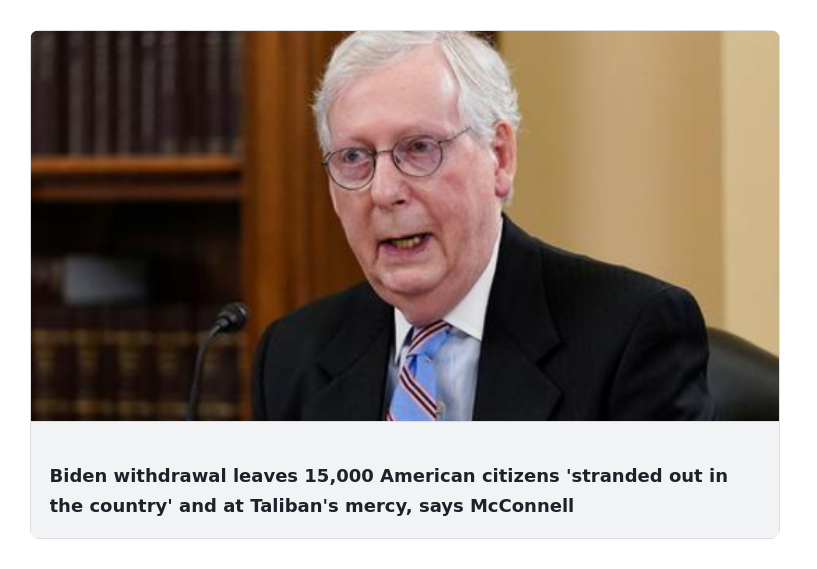 Biden withdrawal leaves 15,000 American citizens 'stranded out in
the country' and at Taliban's mercy, says McConnell